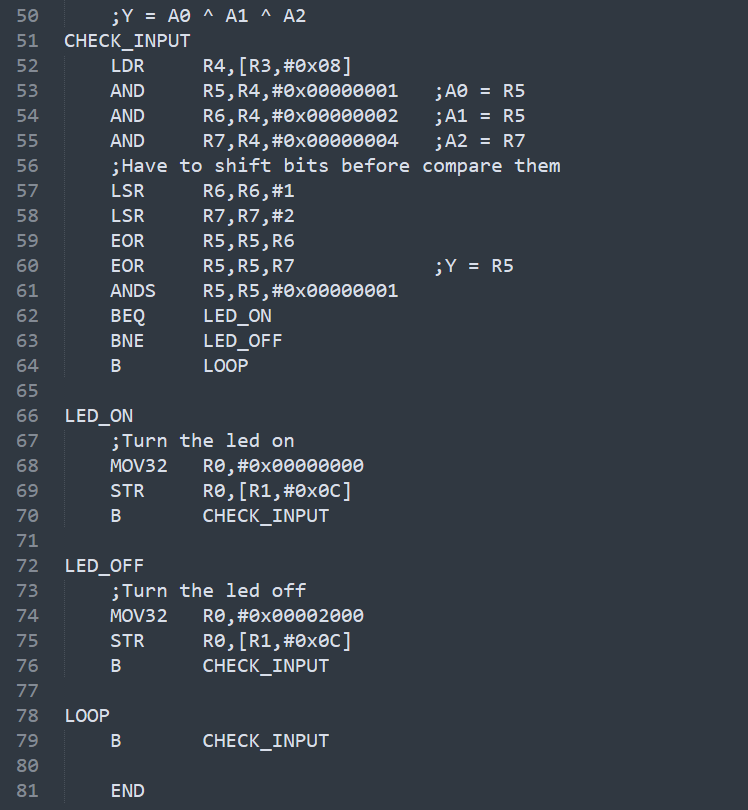 50 ;Y = A0 ^ A1 ^ A2
51 CHECK_INPUT
52 LDR R4,[R3,#0x08]
53 AND R5,R4,#0x00000001 ;A0 = R5
54 AND R6,R4,#0x00000002 ;A1 = R5
55 AND R7,R4,#0x00000004 ;A2 = R7
56 ;Have to shift bits before compare them
57 LSR R6,R6,#1
58 LSR R7,R7,#2
59 EOR R5,R5,R6
60 EOR R5,R5,R7 ;Y = R5
61 ANDS R5,R5,#0x00000001
62 BEQ LED_ON
63 BNE LED_OFF
64 B LOOP
65
66 LED_ON
67 ;Turn the led on
68 MOV32 R0,#0x00000000
69 STR R0,[R1,#0x0C]
70 B CHECK_INPUT
71
72 LED_OFF
73 ;Turn the led off
74 MOV32 R0,#0x00002000
75 STR R0,[R1,#0x0C]
76 B CHECK_INPUT
77
78 LOOP
79 B CHECK_INPUT
80
81 END